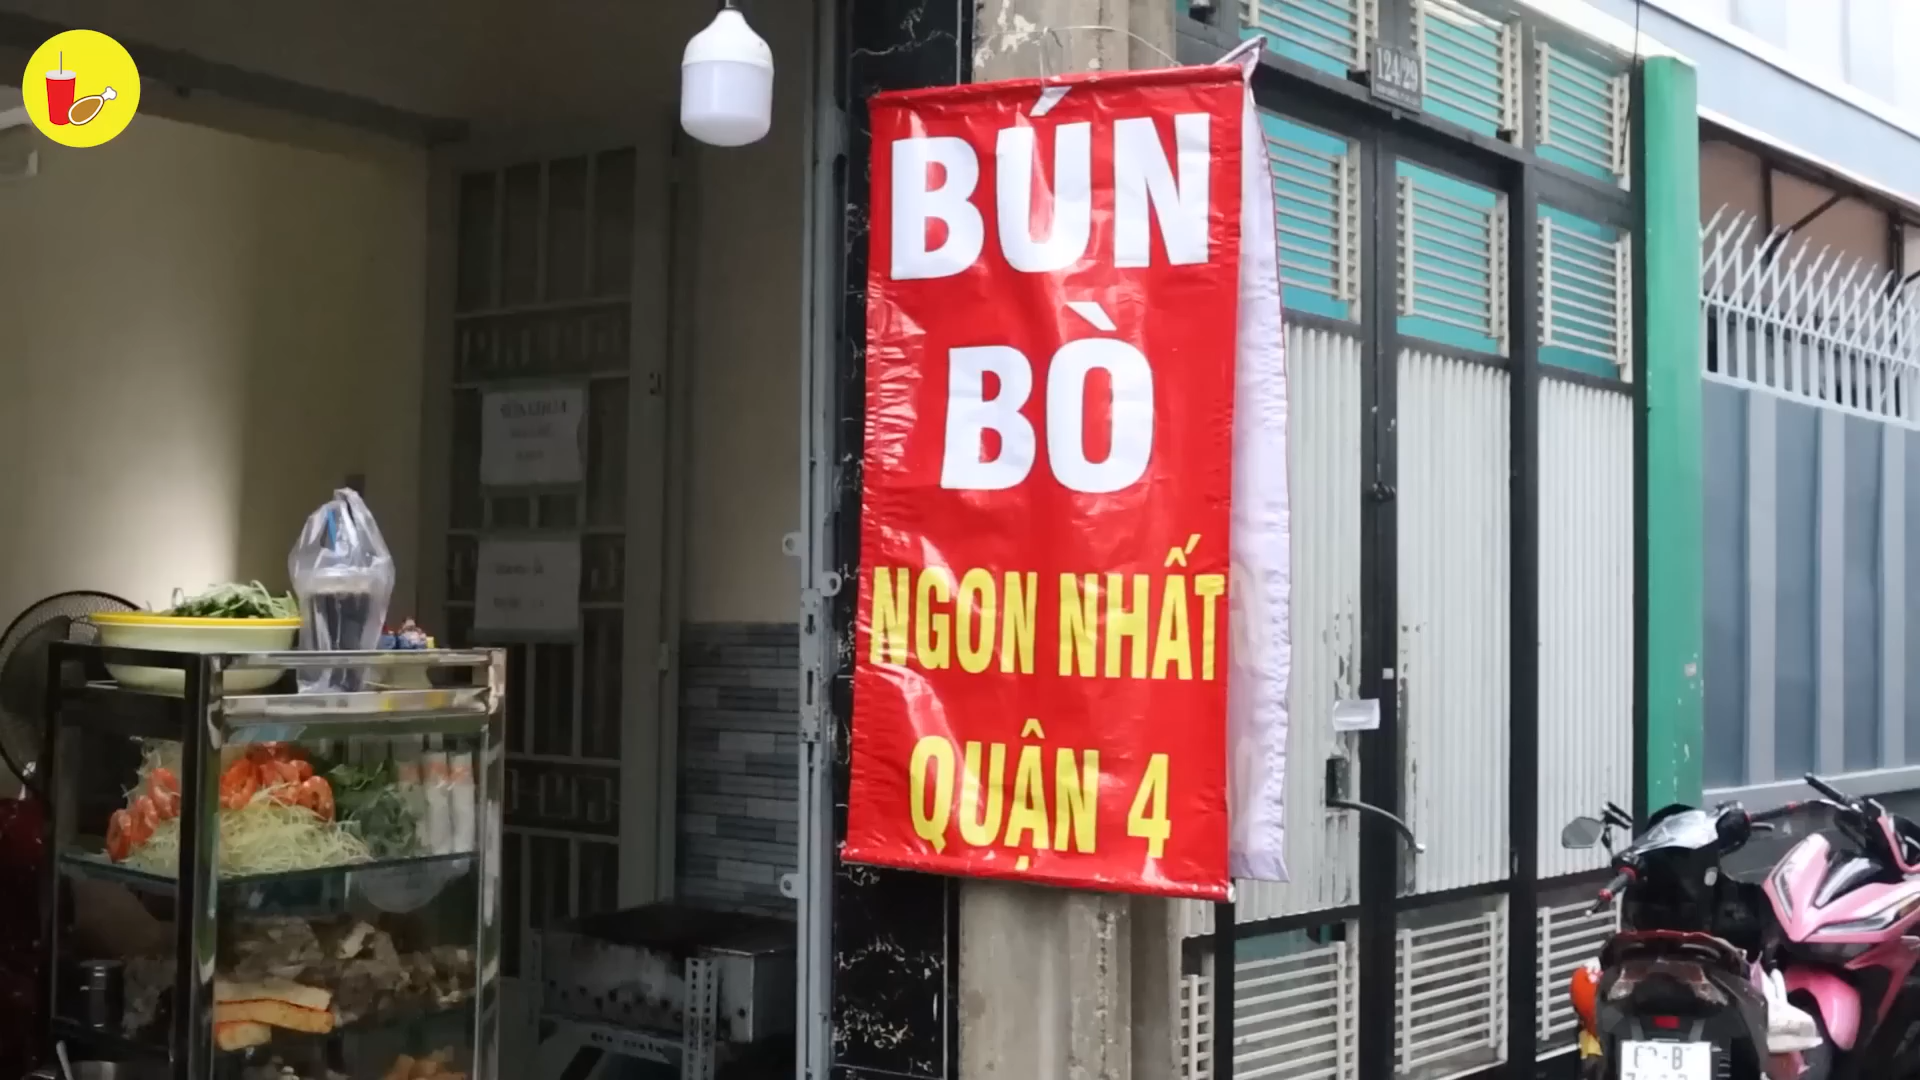 BÚN
BÒ
NGON NHẤT
QUẬN 4
124/29